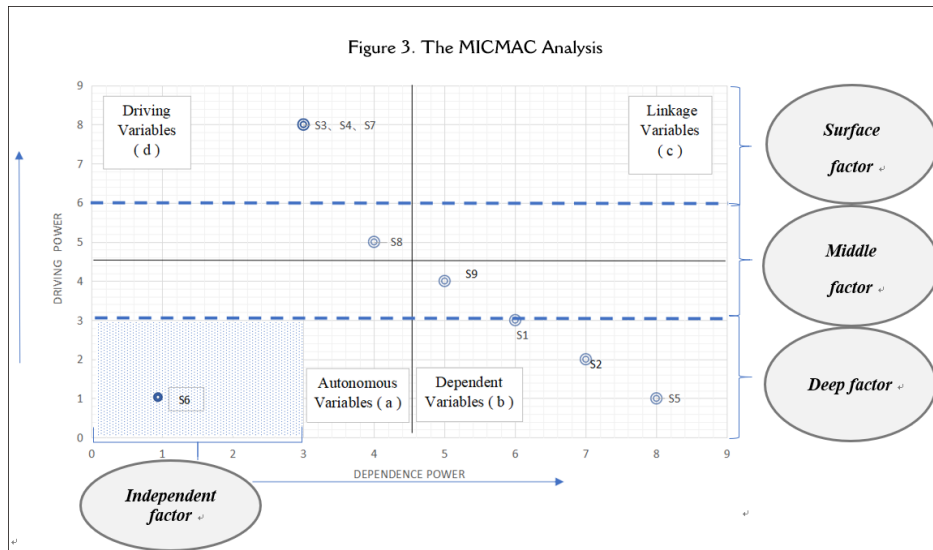 Figure 3. The MICMAC Analysis
9
8
7
6
5
4
3
2
1
0
DRIVING POWER
Driving
Variables
( d )
S3、S4、S7
Linkage
Variables
( c )
S8
S9
S1
S2
S5
S6
Autonomous
Variables ( a )
Dependent
Variables ( b )
0 1 2 3 4 5 6 7 8 9
DEPENDENCE POWER
Surface
factor ↵
Middle
factor ↵
Deep factor ↵
Independent
factor ↵
↵
↵